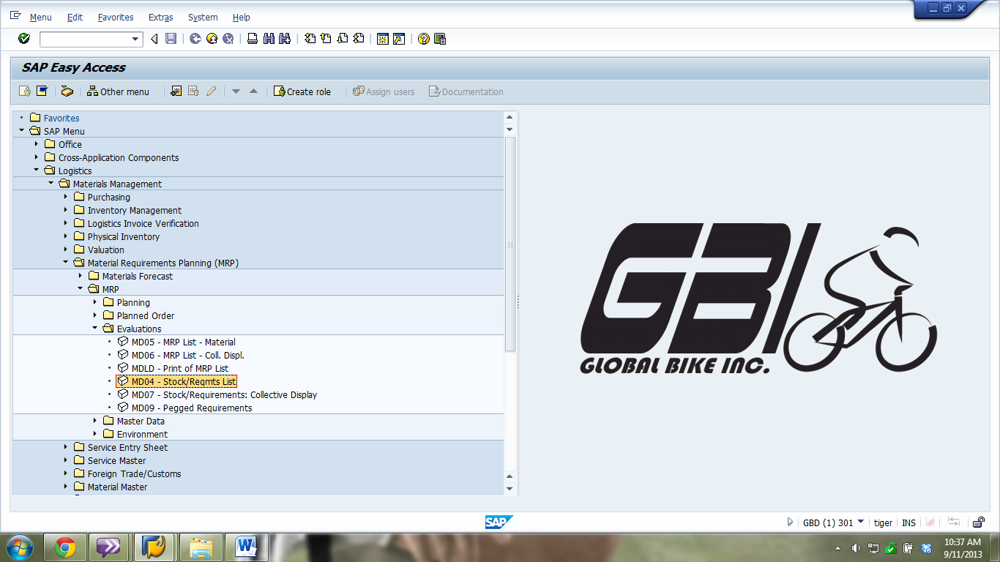 Menu Edit Favorites Extras System Help
SAP Easy Access
Other menu Create role Assign users Documentation
Favorites
SAP Menu
Office
Cross-Application Components
Logistics
Materials Management
Purchasing
Inventory Management
Logistics Invoice Verification
Physical Inventory
Valuation
Material Requirements Planning (MRP)
Materials Forecast
MRP
Planning
Planned Order
Evaluations
MD05 - MRP List - Material
MD06 - MRP List - Coll. Displ.
MDLD - Print of MRP List
MD04 - Stock/Reqmts List
MD07 - Stock/Requirements: Collective Display
MD09 - Pegged Requirements
Master Data
Environment
Service Entry Sheet
Service Master
Foreign Trade/Customs
Material Master
GBI
GLOBAL BIKE INC.
SAP
GBD (1) 301 tiger INS
10:37 AM
9/11/2013